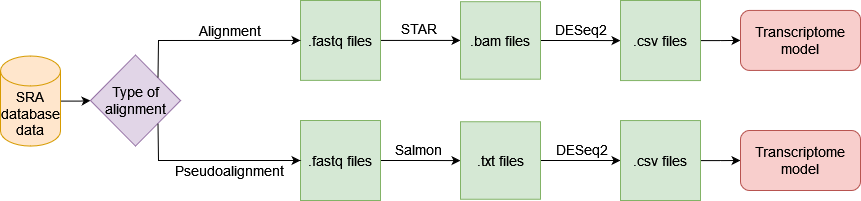 SRA
database
data
Type of
alignment
Alignment
.fastq files
STAR
.bam files
DESeq2
.csv files
Transcriptome
model
Pseudoalignment
.fastq files
Salmon
.txt files
DESeq2
.csv files
Transcriptome
model